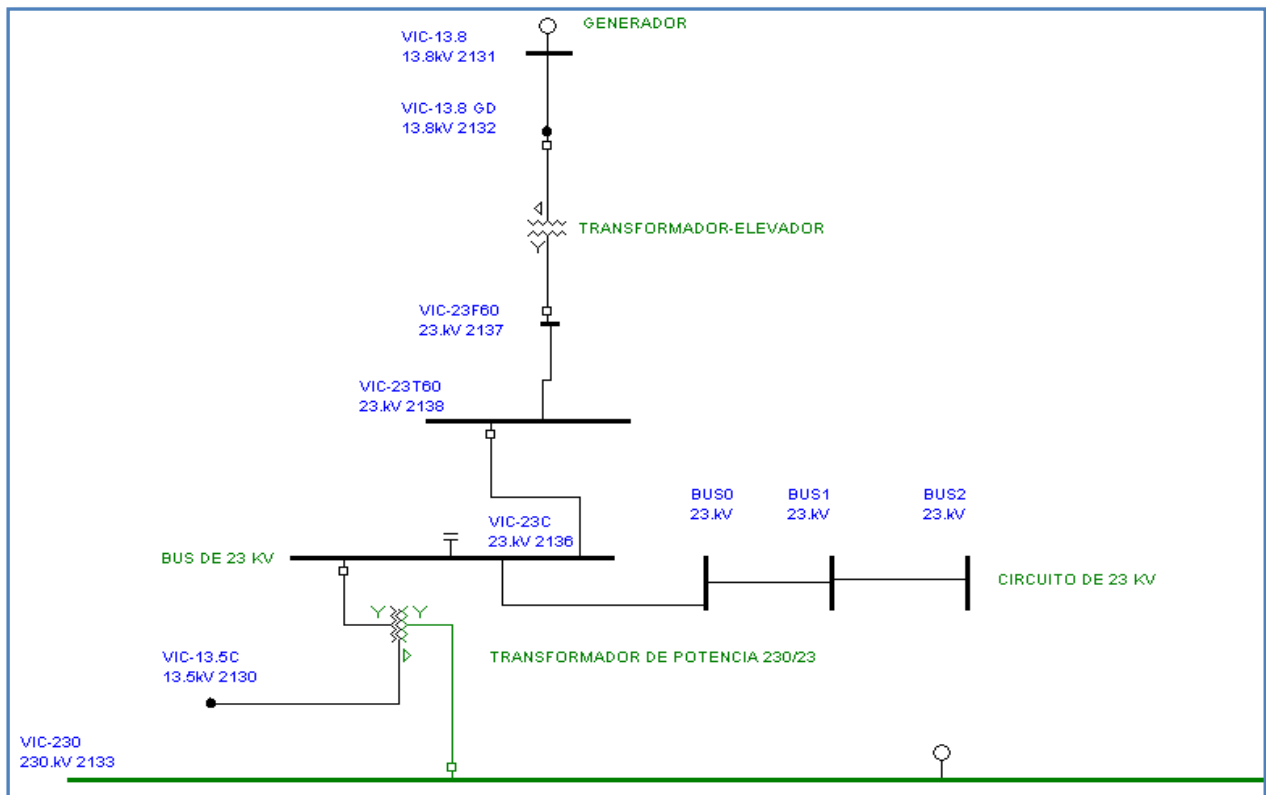 GENERADOR
VIC-13.8
13.8kV 2131
VIC-13.8 GD
13.8kV 2132
TRANSFORMADOR-ELEVADOR
Y
VIC-23F60
23.kV 2137
VIC-23T60
23.kV 2138
BUS0
23.kV
BUS1
23.kV
BUS2
23.kV
VIC-23C
23.kV 2136
BUS DE 23 KV
CIRCUITO DE 23 KV
Y Y
TRANSFORMADOR DE POTENCIA 230/23
VIC-13.5C
13.5kV 2130
VIC-230
230.kV 2133